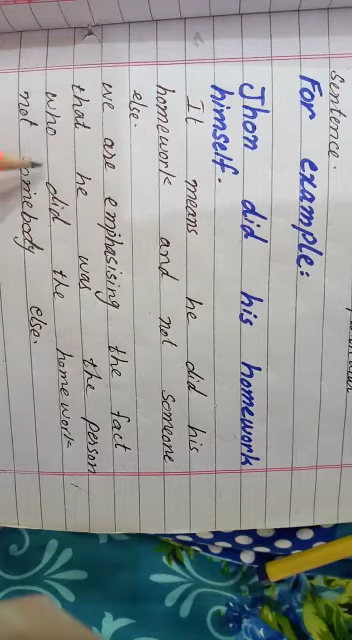 sentence.
For example:
Jhon did his homework
himself.
It means he did his
homework and not someone
else.
we are emphasising the fact
that he was the person
who did the homework
not somebody else.